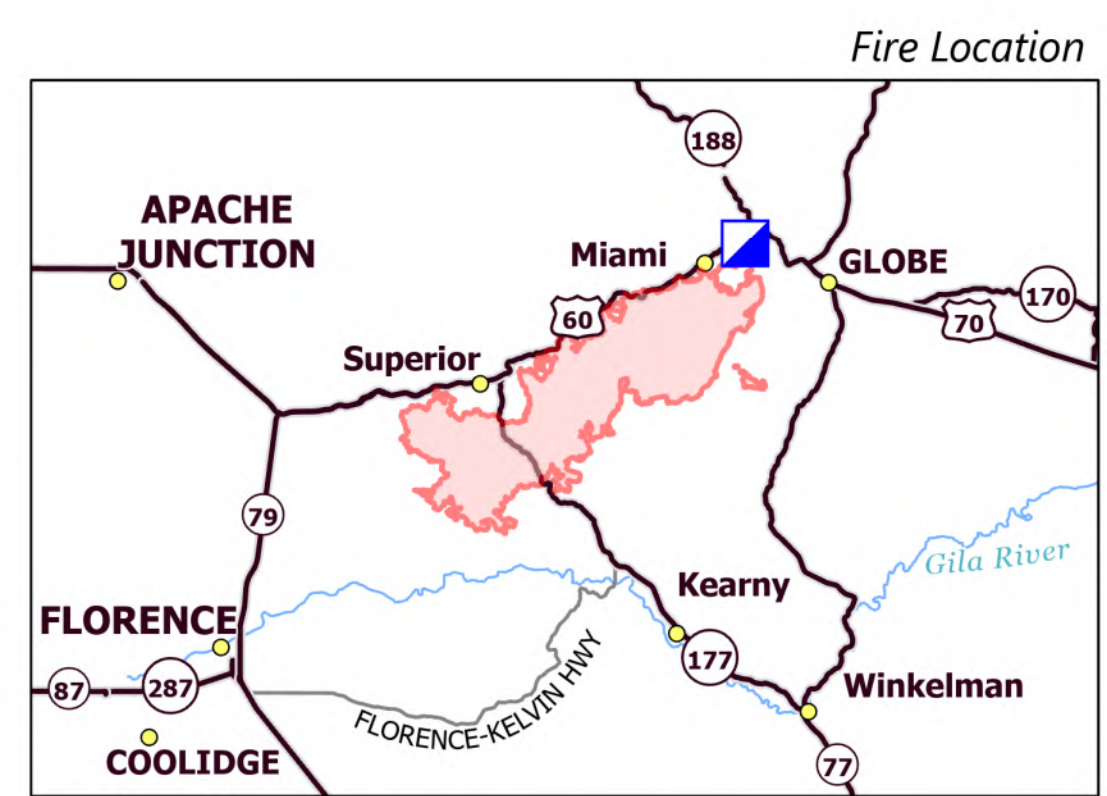 Fire Location
188
APACHE
JUNCTION
Miami
GLOBE
170
60
70
Superior
79
Gila River
Kearny
FLORENCE
177
87
287
Winkelman
FLORENCE-KELVIN HWY
COOLIDGE
77